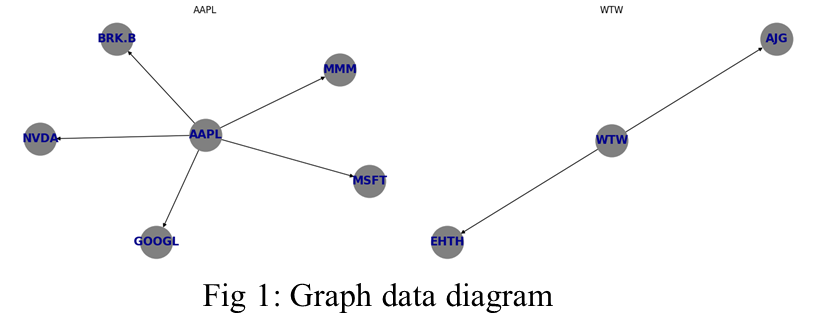 AAPL
WTW
BRK.B
AJG
MMM
NVDA
AAPL
WTW
MSFT
GOOGL
EHTH
Fig 1: Graph data diagram